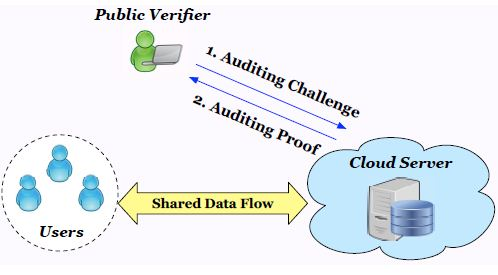 Public Verifier
1. Auditing Challenge
2. Auditing Proof
Cloud Server
Shared Data Flow
Users